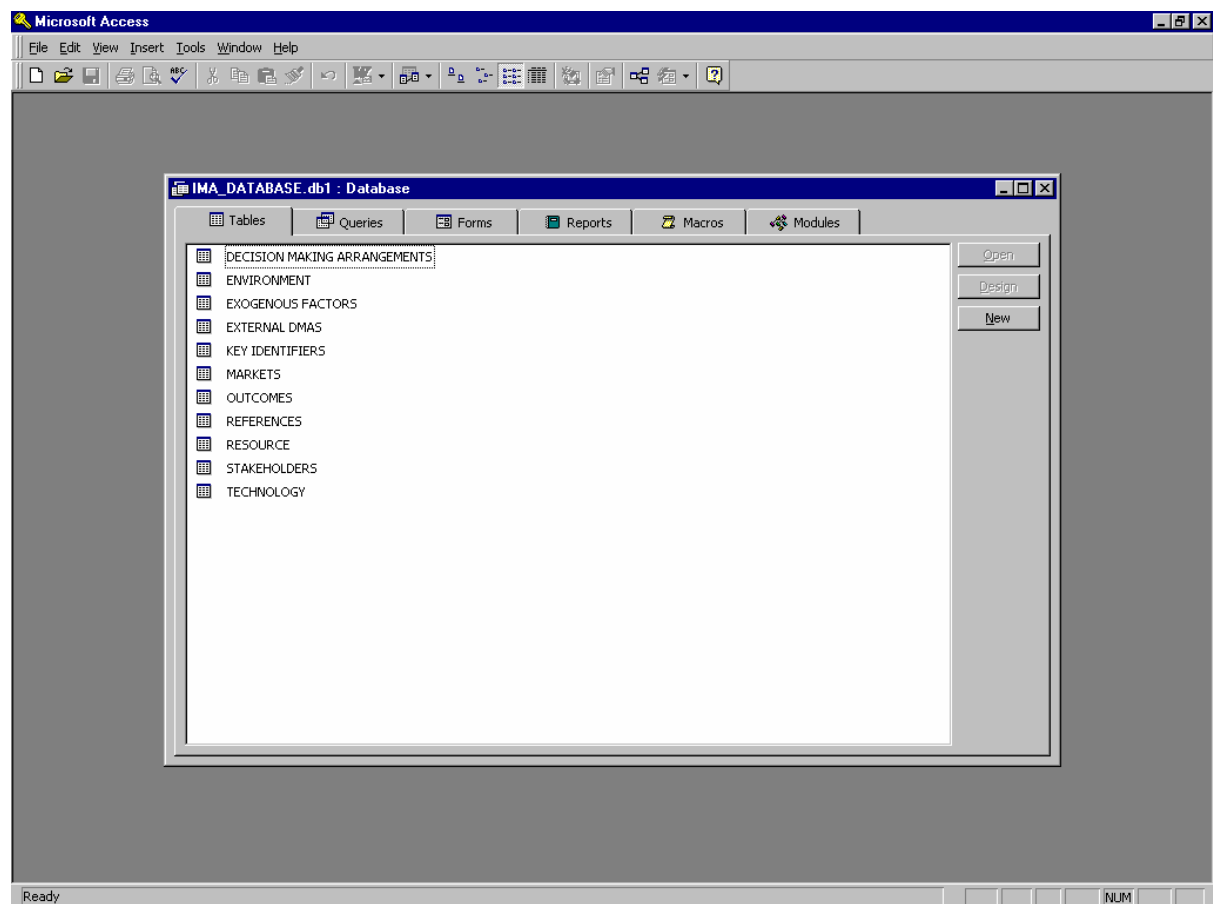 Microsoft Access
File Edit View Insert Tools Window Help
ABC
IMA_DATABASE.db1 : Database
Tables Queries Forms Reports Macros Modules
DECISION MAKING ARRANGEMENTS
Open
ENVIRONMENT
Design
EXOGENOUS FACTORS
New
EXTERNAL DMAS
KEY IDENTIFIERS
MARKETS
OUTCOMES
REFERENCES
RESOURCE
STAKEHOLDERS
TECHNOLOGY
Ready NUM